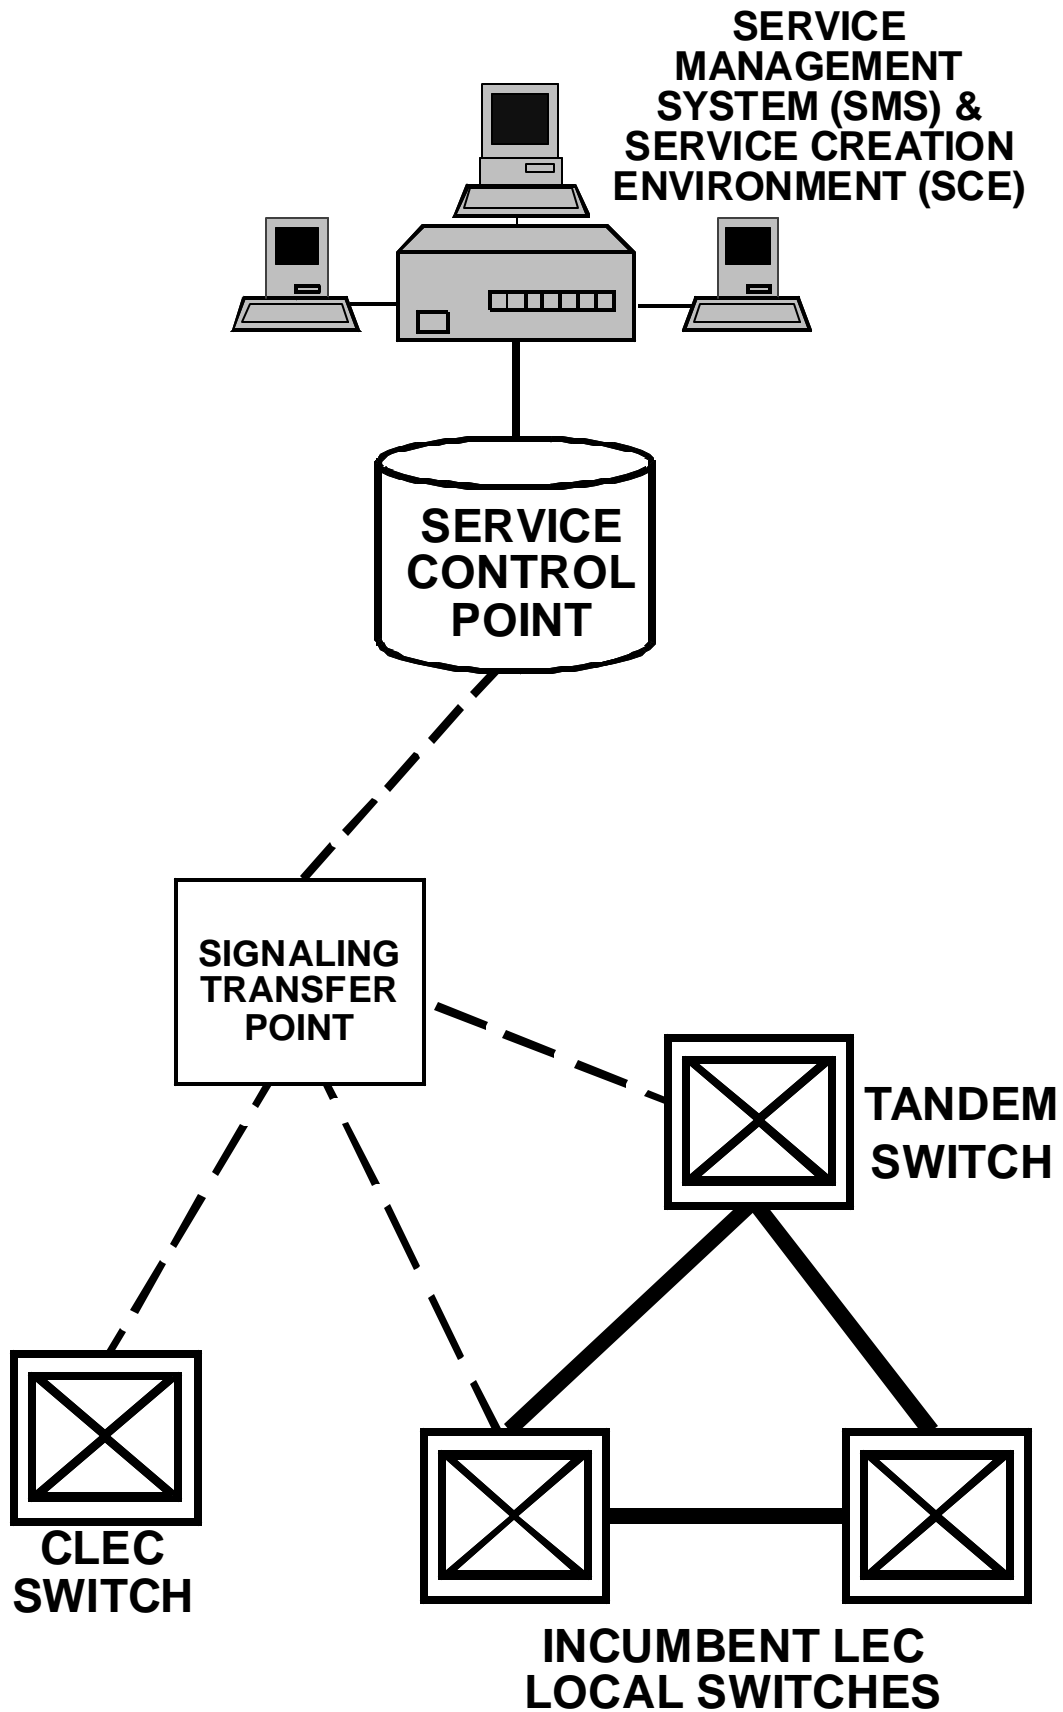 SERVICE
MANAGEMENT
SYSTEM (SMS) &
SERVICE CREATION
ENVIRONMENT (SCE)
SERVICE
CONTROL
POINT
SIGNALING
TRANSFER
POINT
TANDEM
SWITCH
CLEC
SWITCH
INCUMBENT LEC
LOCAL SWITCHES